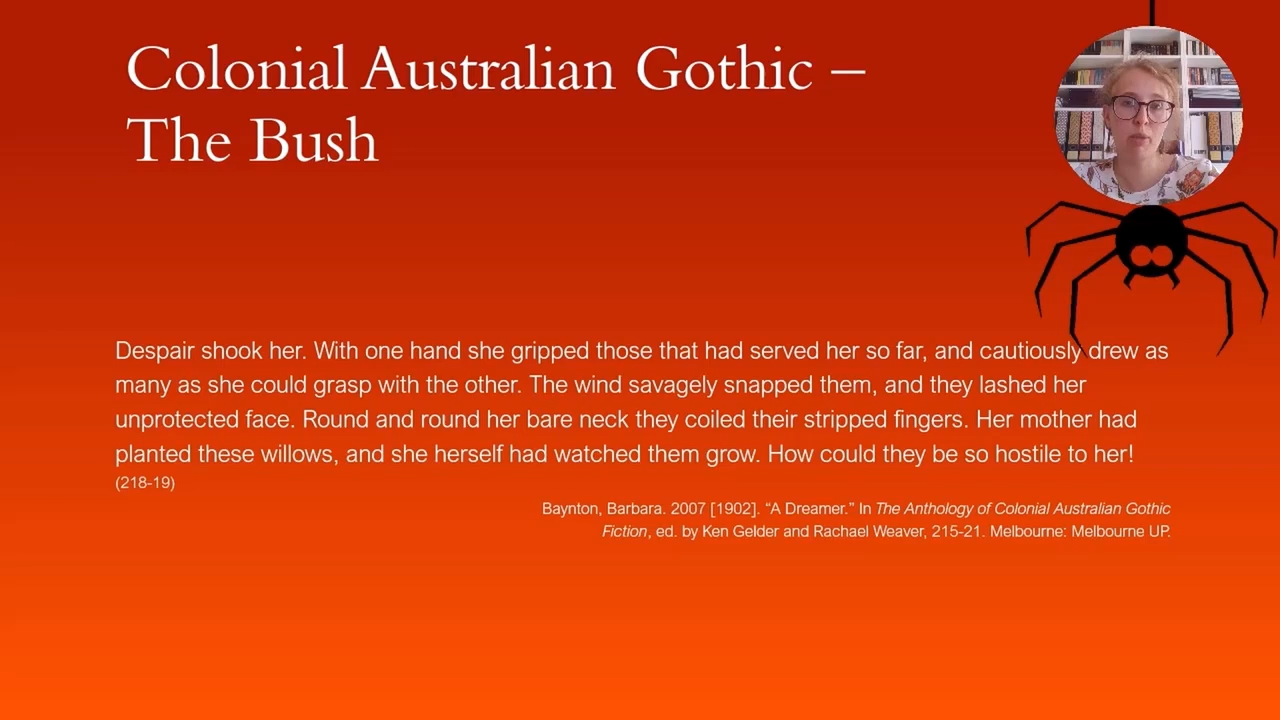 Colonial Australian Gothic –
The Bush
Despair shook her. With one hand she gripped those that had served her so far, and cautiously drew as
many as she could grasp with the other. The wind savagely snapped them, and they lashed her
unprotected face. Round and round her bare neck they coiled their stripped fingers. Her mother had
planted these willows, and she herself had watched them grow. How could they be so hostile to her!
(218-19)
Baynton, Barbara. 2007 [1902]. “A Dreamer.” In The Anthology of Colonial Australian Gothic
Fiction, ed. by Ken Gelder and Rachael Weaver, 215-21. Melbourne: Melbourne UP.